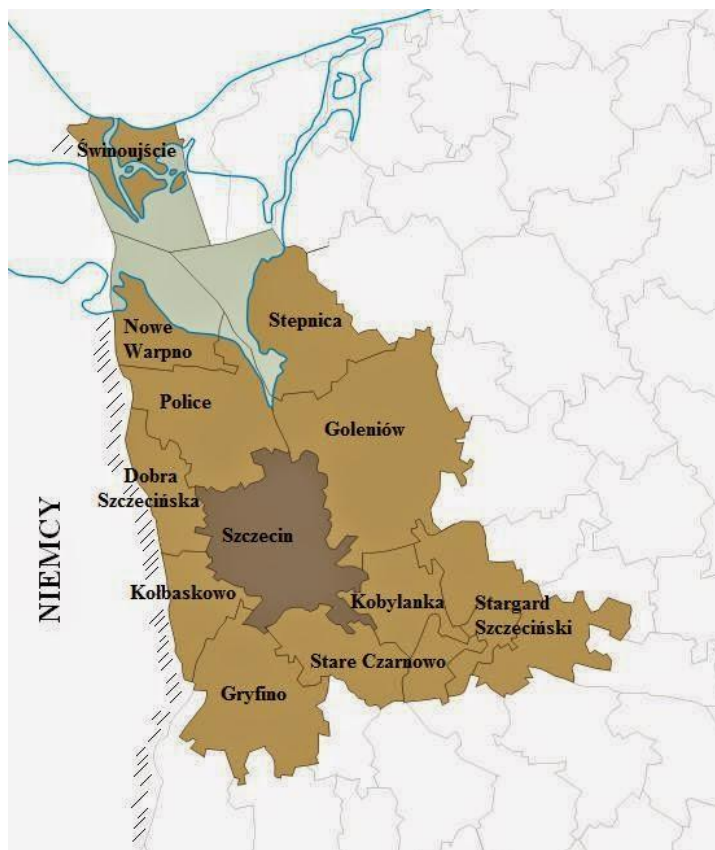 Świnoujście
Stepnica
Nowe
Warpno
Police
Goleniów
Dobra
Szczecińska
Szczecin
NIEMCY
Kołbaskowo
Kobylanka
Stargard
Szczeciński
Stare Czarnowo
Gryfino